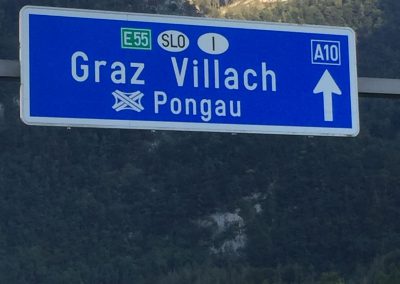 E55 SLO I
Graz Villach A10
Pongau